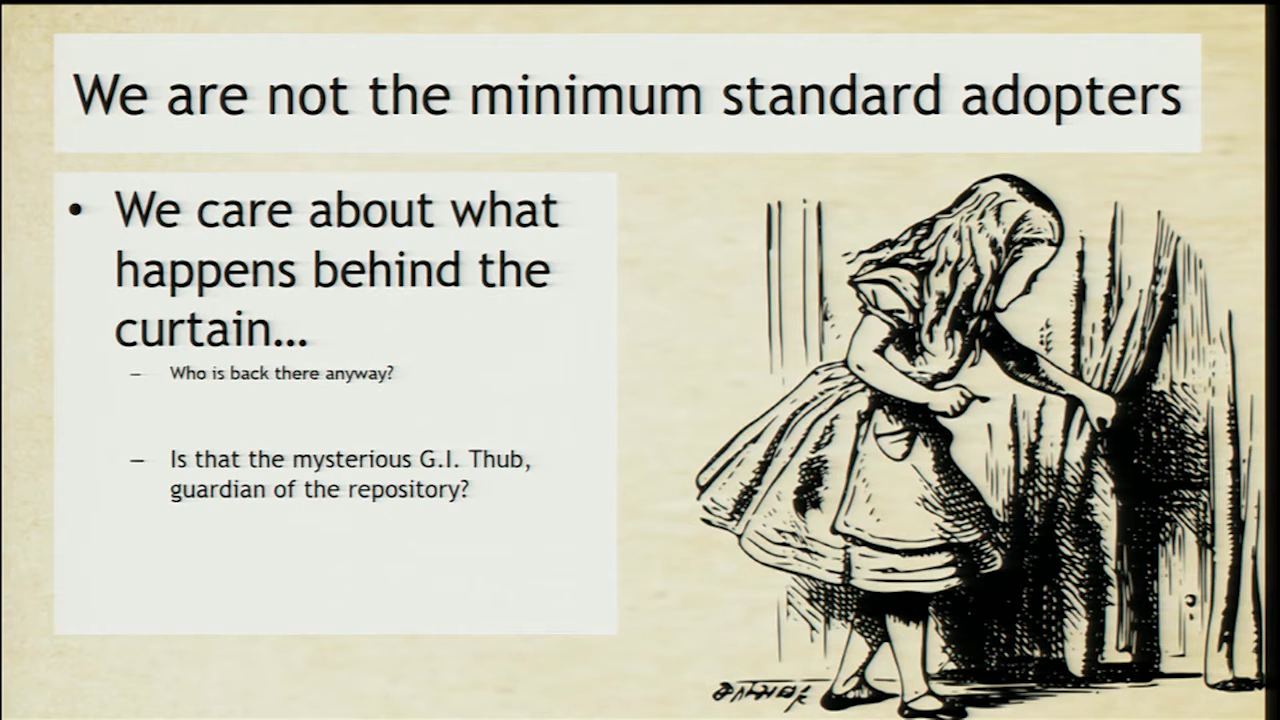 We are not the minimum standard adopters
• We care about what
happens behind the
curtain...
– Who is back there anyway?
– Is that the mysterious G.I. Thub,
guardian of the repository?